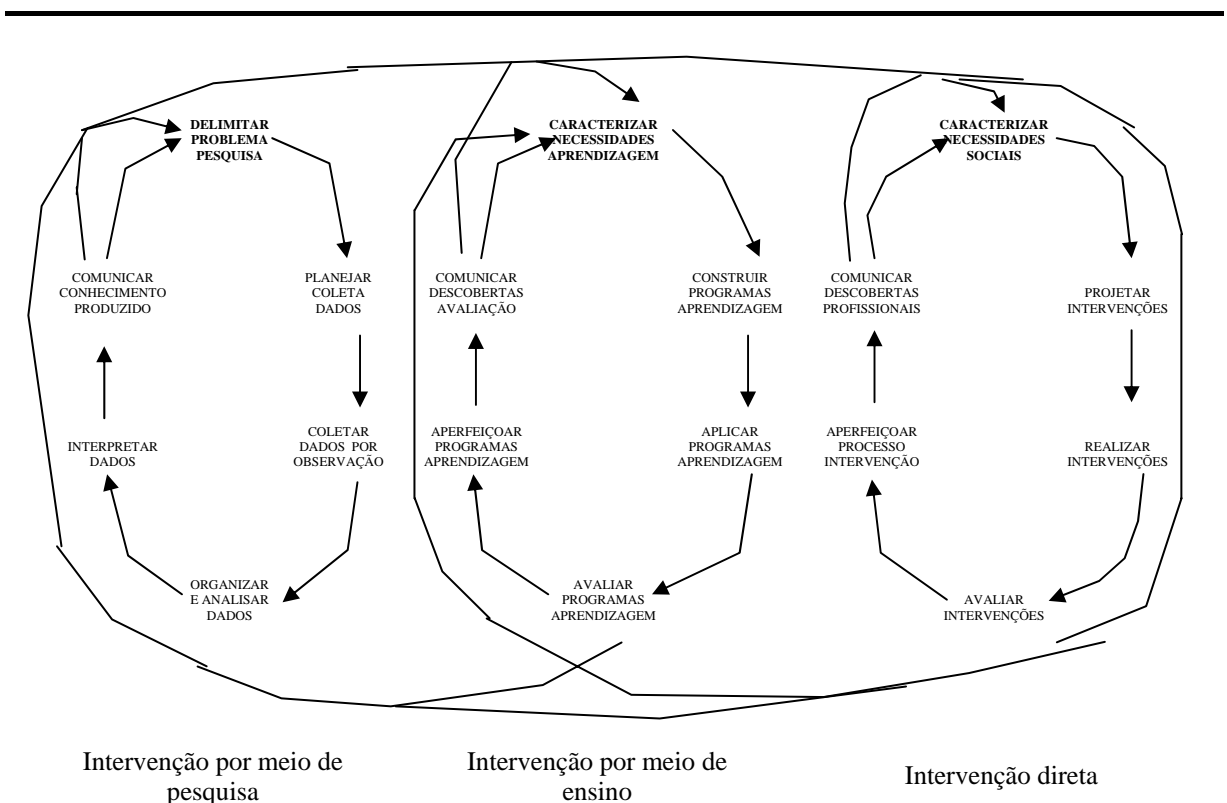 DELIMITAR
PROBLEMA
PESQUISA
CARACTERIZAR
NECESSIDADES
APRENDIZAGEM
CARACTERIZAR
NECESSIDADES
SOCIAIS
COMUNICAR
CONHECIMENTO
PRODUZIDO
PLANEJAR
COLETA
DADOS
COMUNICAR
DESCOBERTAS
AVALIAÇÃO
CONSTRUIR
PROGRAMAS
APRENDIZAGEM
COMUNICAR
DESCOBERTAS
PROFISSIONAIS
PROJETAR
INTERVENÇÕES
INTERPRETAR
DADOS
COLETAR
DADOS POR
OBSERVAÇÃO
APERFEIÇOAR
PROGRAMAS
APRENDIZAGEM
APLICAR
PROGRAMAS
APRENDIZAGEM
APERFEIÇOAR
PROCESSO
INTERVENÇÃO
REALIZAR
INTERVENÇÕES
ORGANIZAR
E ANALISAR
DADOS
AVALIAR
PROGRAMAS
APRENDIZAGEM
AVALIAR
INTERVENÇÕES
Intervenção por meio de
pesquisa
Intervenção por meio de
ensino
Intervenção direta